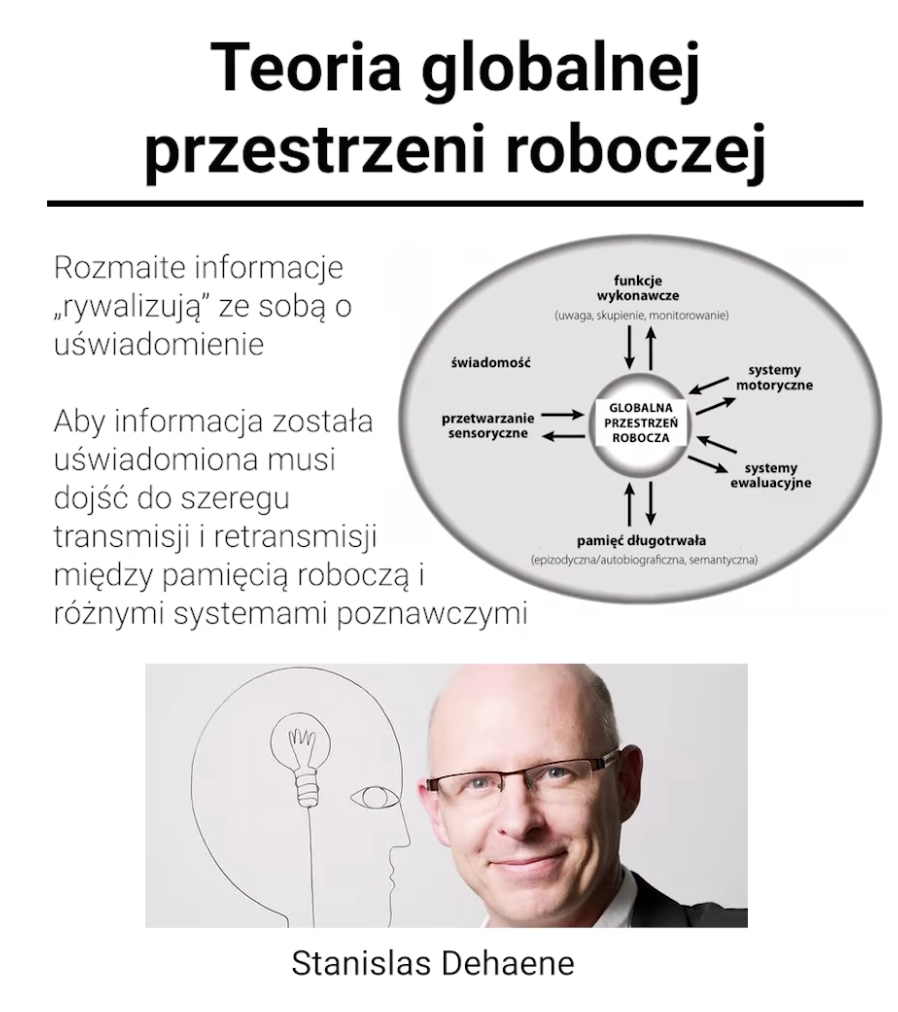 Teoria globalnej
przestrzeni roboczej
Rozmaite informacje
„rywalizują” ze sobą o
uświadomienie
Aby informacja została
uświadomiona musi
dojść do szeregu
transmisji i retransmisji
między pamięcią roboczą i
różnymi systemami poznawczymi
funkcje
wykonawcze
(uwaga, skupienie, monitorowanie)
świadomość
systemy
motoryczne
przetwarzanie
sensoryczne
GLOBALNA
PRZESTRZEŃ
ROBOCZA
systemy
ewaluacyjne
pamięć długotrwała
(epizodyczna/autobiograficzna, semantyczna)
Stanislas Dehaene